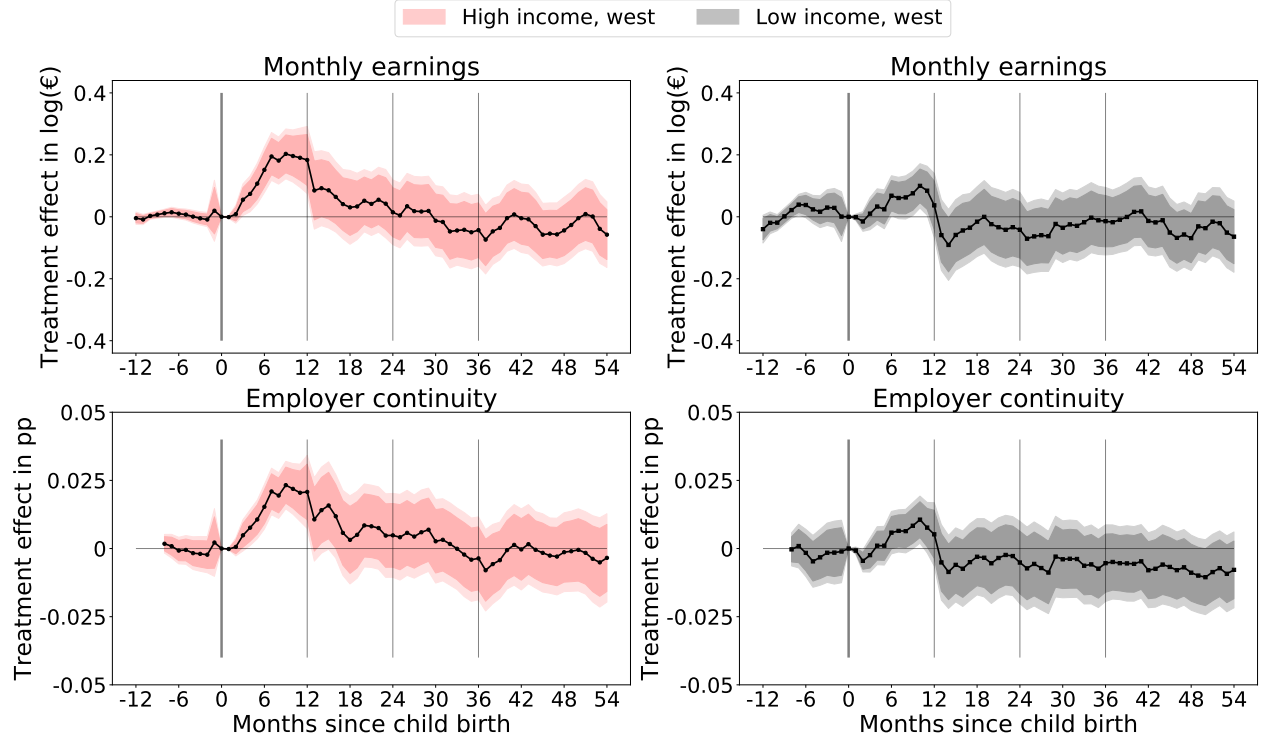 High income, west Low income, west
Monthly earnings
Treatment effect in log(€)
0.4
0.2
0
-0.2
-0.4
-12 -6 0 6 12 18 24 30 36 42 48 54
Monthly earnings
Treatment effect in log(€)
0.4
0.2
0
-0.2
-0.4
-12 -6 0 6 12 18 24 30 36 42 48 54
Employer continuity
Treatment effect in pp
0.05
0.025
0
-0.025
-0.05
-12 -6 0 6 12 18 24 30 36 42 48 54
Months since child birth
Employer continuity
Treatment effect in pp
0.05
0.025
0
-0.025
-0.05
-12 -6 0 6 12 18 24 30 36 42 48 54
Months since child birth